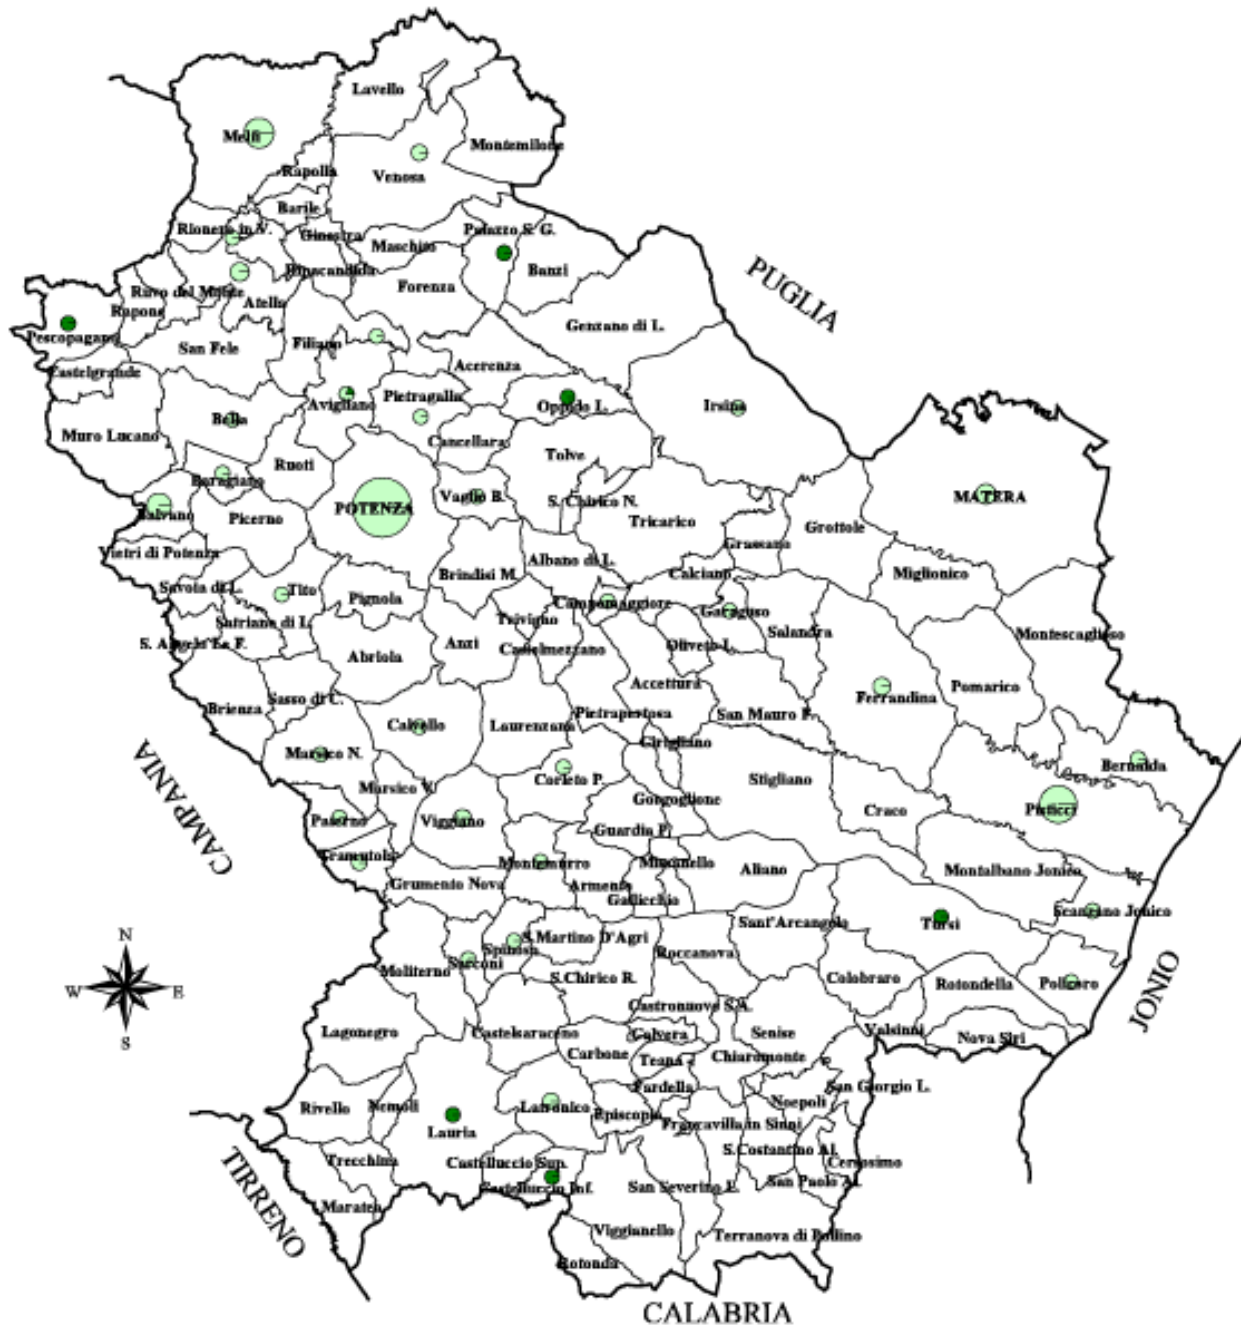 Lavello
Melfi
Montemilone
Rapolla
Venosa
Barile
Rionero in V.
Ginestra
Palazzo S. G.
Maschito
Ripacandida
Banzi
PUGLIA
Forenza
Ruvo del Monte
Atella
Rapone
Genzano di L.
Pescopagano
San Fele
Filiano
Acerenza
Castelgrande
Pietragalla
Avigliano
Oppido L.
Irsina
Bella
Muro Lucano
Cancellara
Tolve
Ruoti
Baragiano
Vaglio B.
S. Chirico N.
MATERA
POTENZA
Balvano
Picerno
Tricarico
Grottole
Grassano
Vietri di Potenza
Albano di L.
Brindisi M.
Calciano
Miglionico
Savoia di L.
Tito
Pignola
Campomaggiore
Garaguso
Trivigno
Satriano di L.
Salandra
Montescaglioso
S. Angelo Le F.
Anzi
Castelmezzano
Oliveto L.
Abriola
Accettura
Pomarico
Sasso di C.
Ferrandina
Brienza
Pietrapertosa
San Mauro F.
Calvello
Laurenzana
Cirigliano
CAMPANIA
Marsico N.
Bernalda
Corleto P.
Stigliano
Marsico V.
Gorgoglione
Craco
Pisticci
Paterno
Viggiano
Guardia P.
Tramutola
Montemurro
Missanello
Aliano
Montalbano Jonico
Grumento Nova
Armento
Gallicchio
Scanzano Jonico
Sant'Arcangelo
Tursi
N
S.Martino D'Agri
Spinoso
Roccanova
Sarconi
Moliterno
W
E
S.Chirico R.
Colobraro
Rotondella
Policoro
JONIO
Castronuovo S.A.
S
Lagonegro
Castelsaraceno
Calvera
Senise
Valsinni
Nova Siri
Carbone
Teana
Chiaromonte
Fardella
San Giorgio L.
Noepoli
Rivello
Nemoli
Latronico
Episcopia
Francavilla in Sinni
Lauria
S.Costantino Al.
Trecchina
Castelluccio Sup.
Cersosimo
TIRRENO
Castelluccio Inf.
San Severino L.
San Paolo Al.
Maratea
Viggianello
Terranova di Pollino
Rotonda
CALABRIA